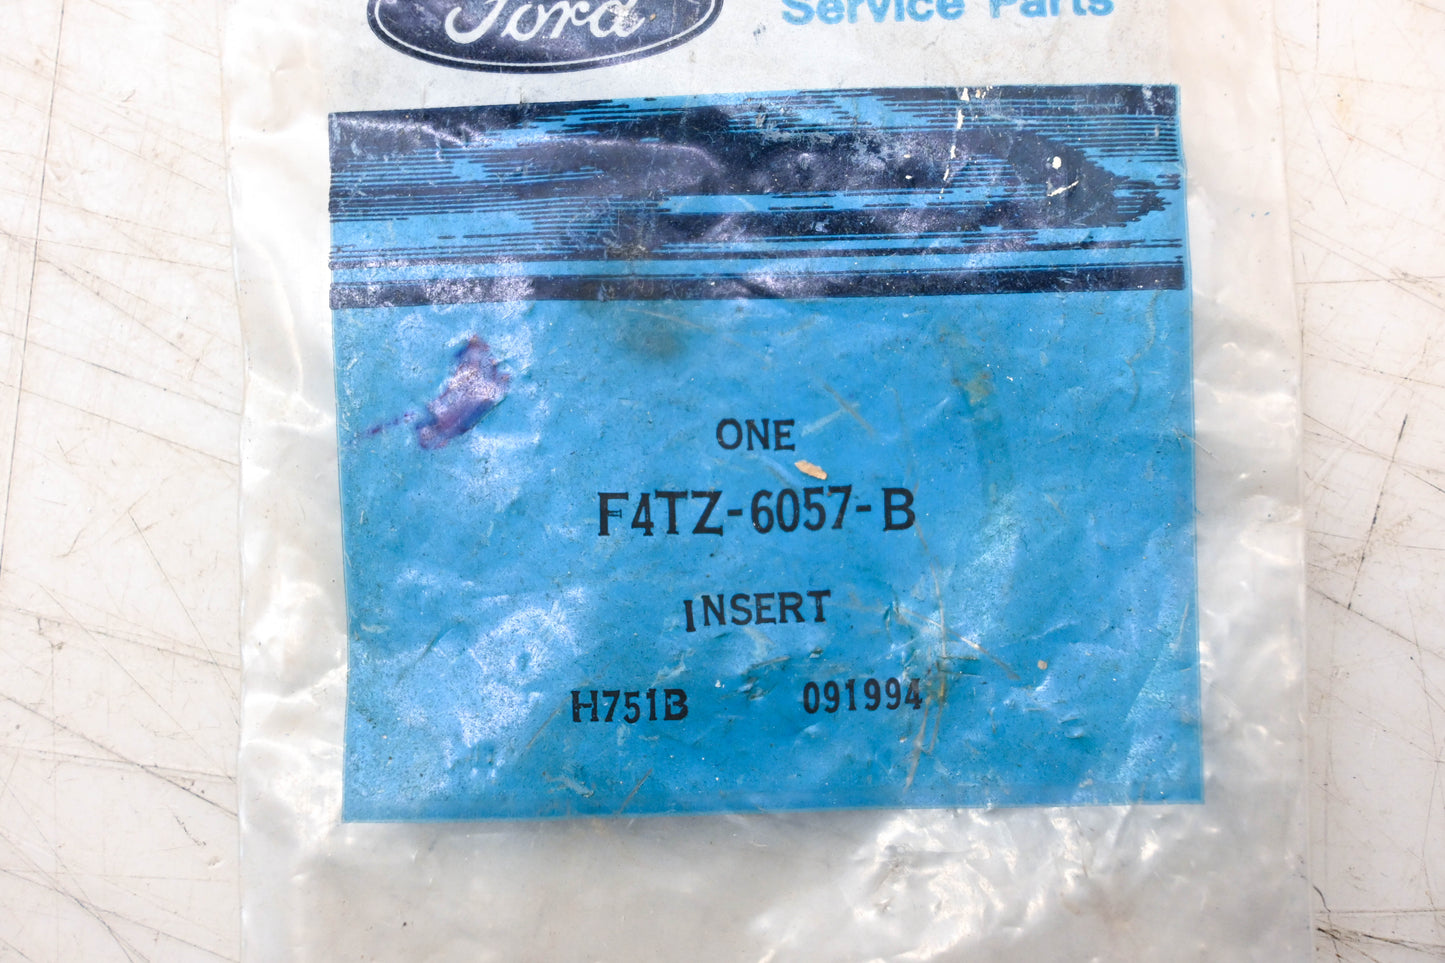 Ford
Service Parts
ONE
F4TZ-6057-B
INSERT
H751B 091994